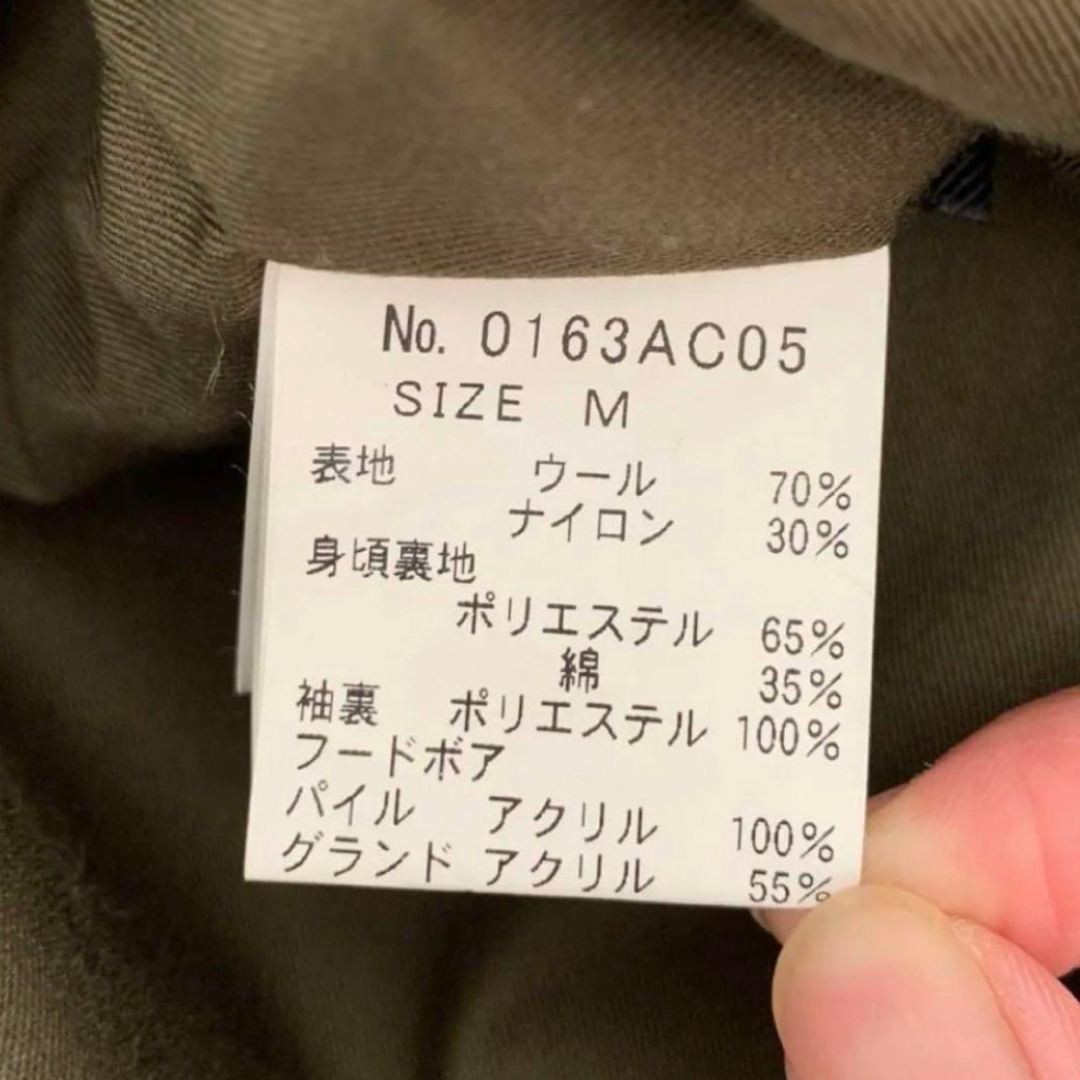 No. 0163AC05
SIZE M
表地 ウール 70%
ナイロン 30%
身頃裏地
ポリエステル 65%
綿 35%
袖裏 ポリエステル 100%
フードボア
パイル アクリル 100%
グランド アクリル 55%